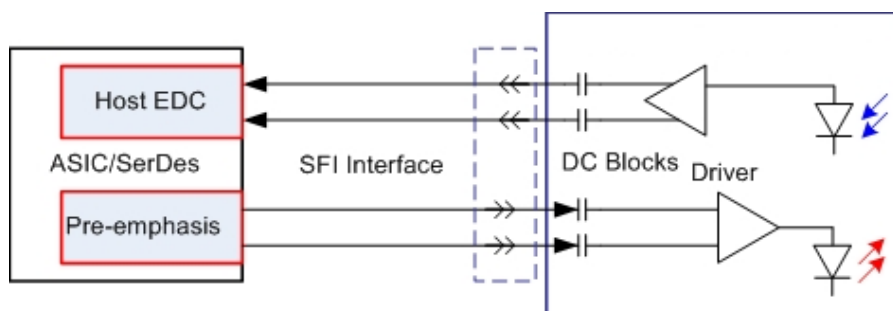 Host EDC
ASIC/SerDes
SFI Interface
DC Blocks
Driver
Pre-emphasis